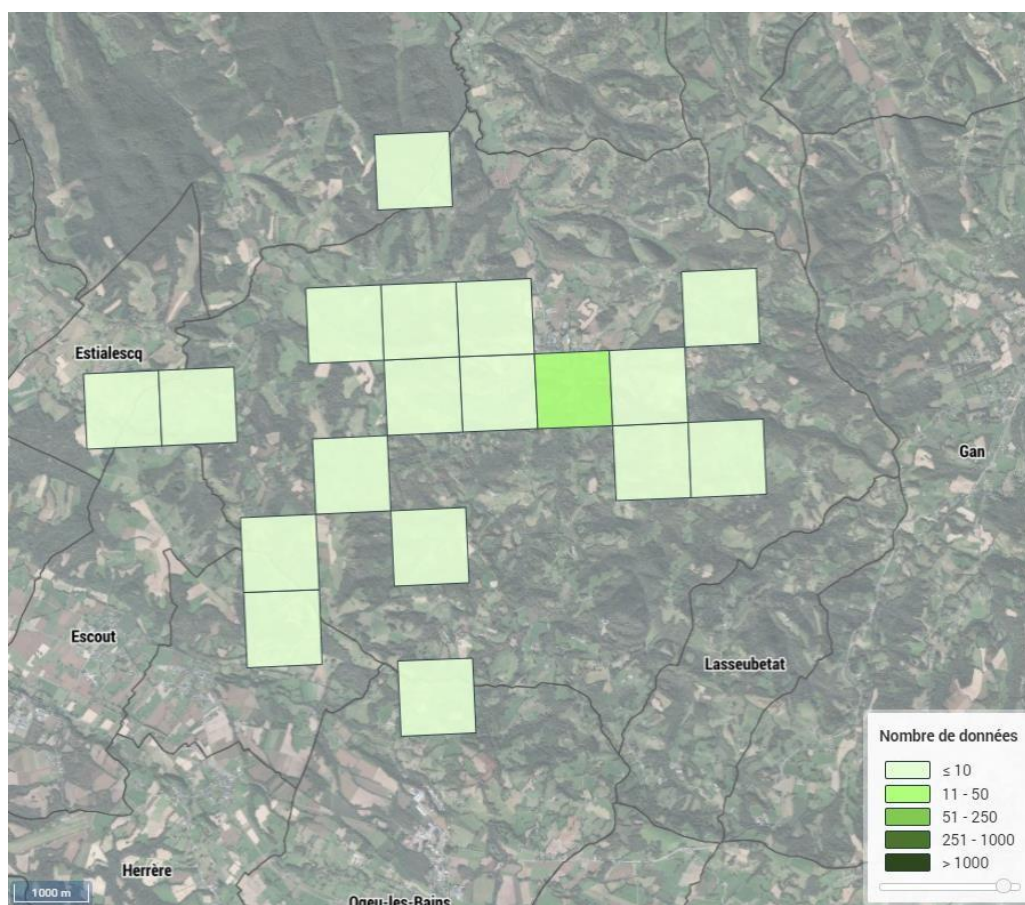 Estialescq
Gan
Escout
Lasseubetat
Nombre de données
≤ 10
11 - 50
51 - 250
251 - 1000
> 1000
Herrère
1000 m
Ogeu-les-Bains